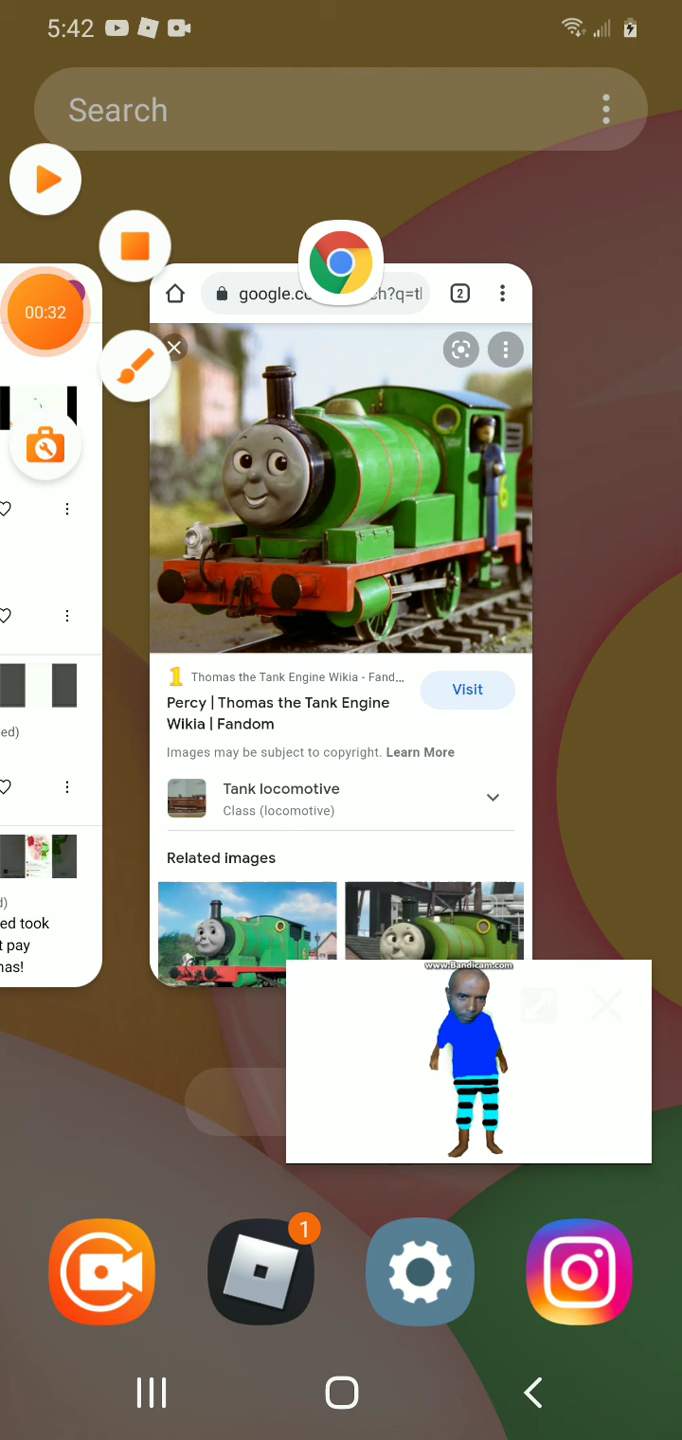 5:42
Search
00:32
google.co
ch?q=tl
2
1 Thomas the Tank Engine Wikia - Fand...
Visit
Percy | Thomas the Tank Engine
Wikia | Fandom
Images may be subject to copyright. Learn More
Tank locomotive
Class (locomotive)
Related images
ed)
d)
ed took
t pay
nas!
www.Bandicam.com
1